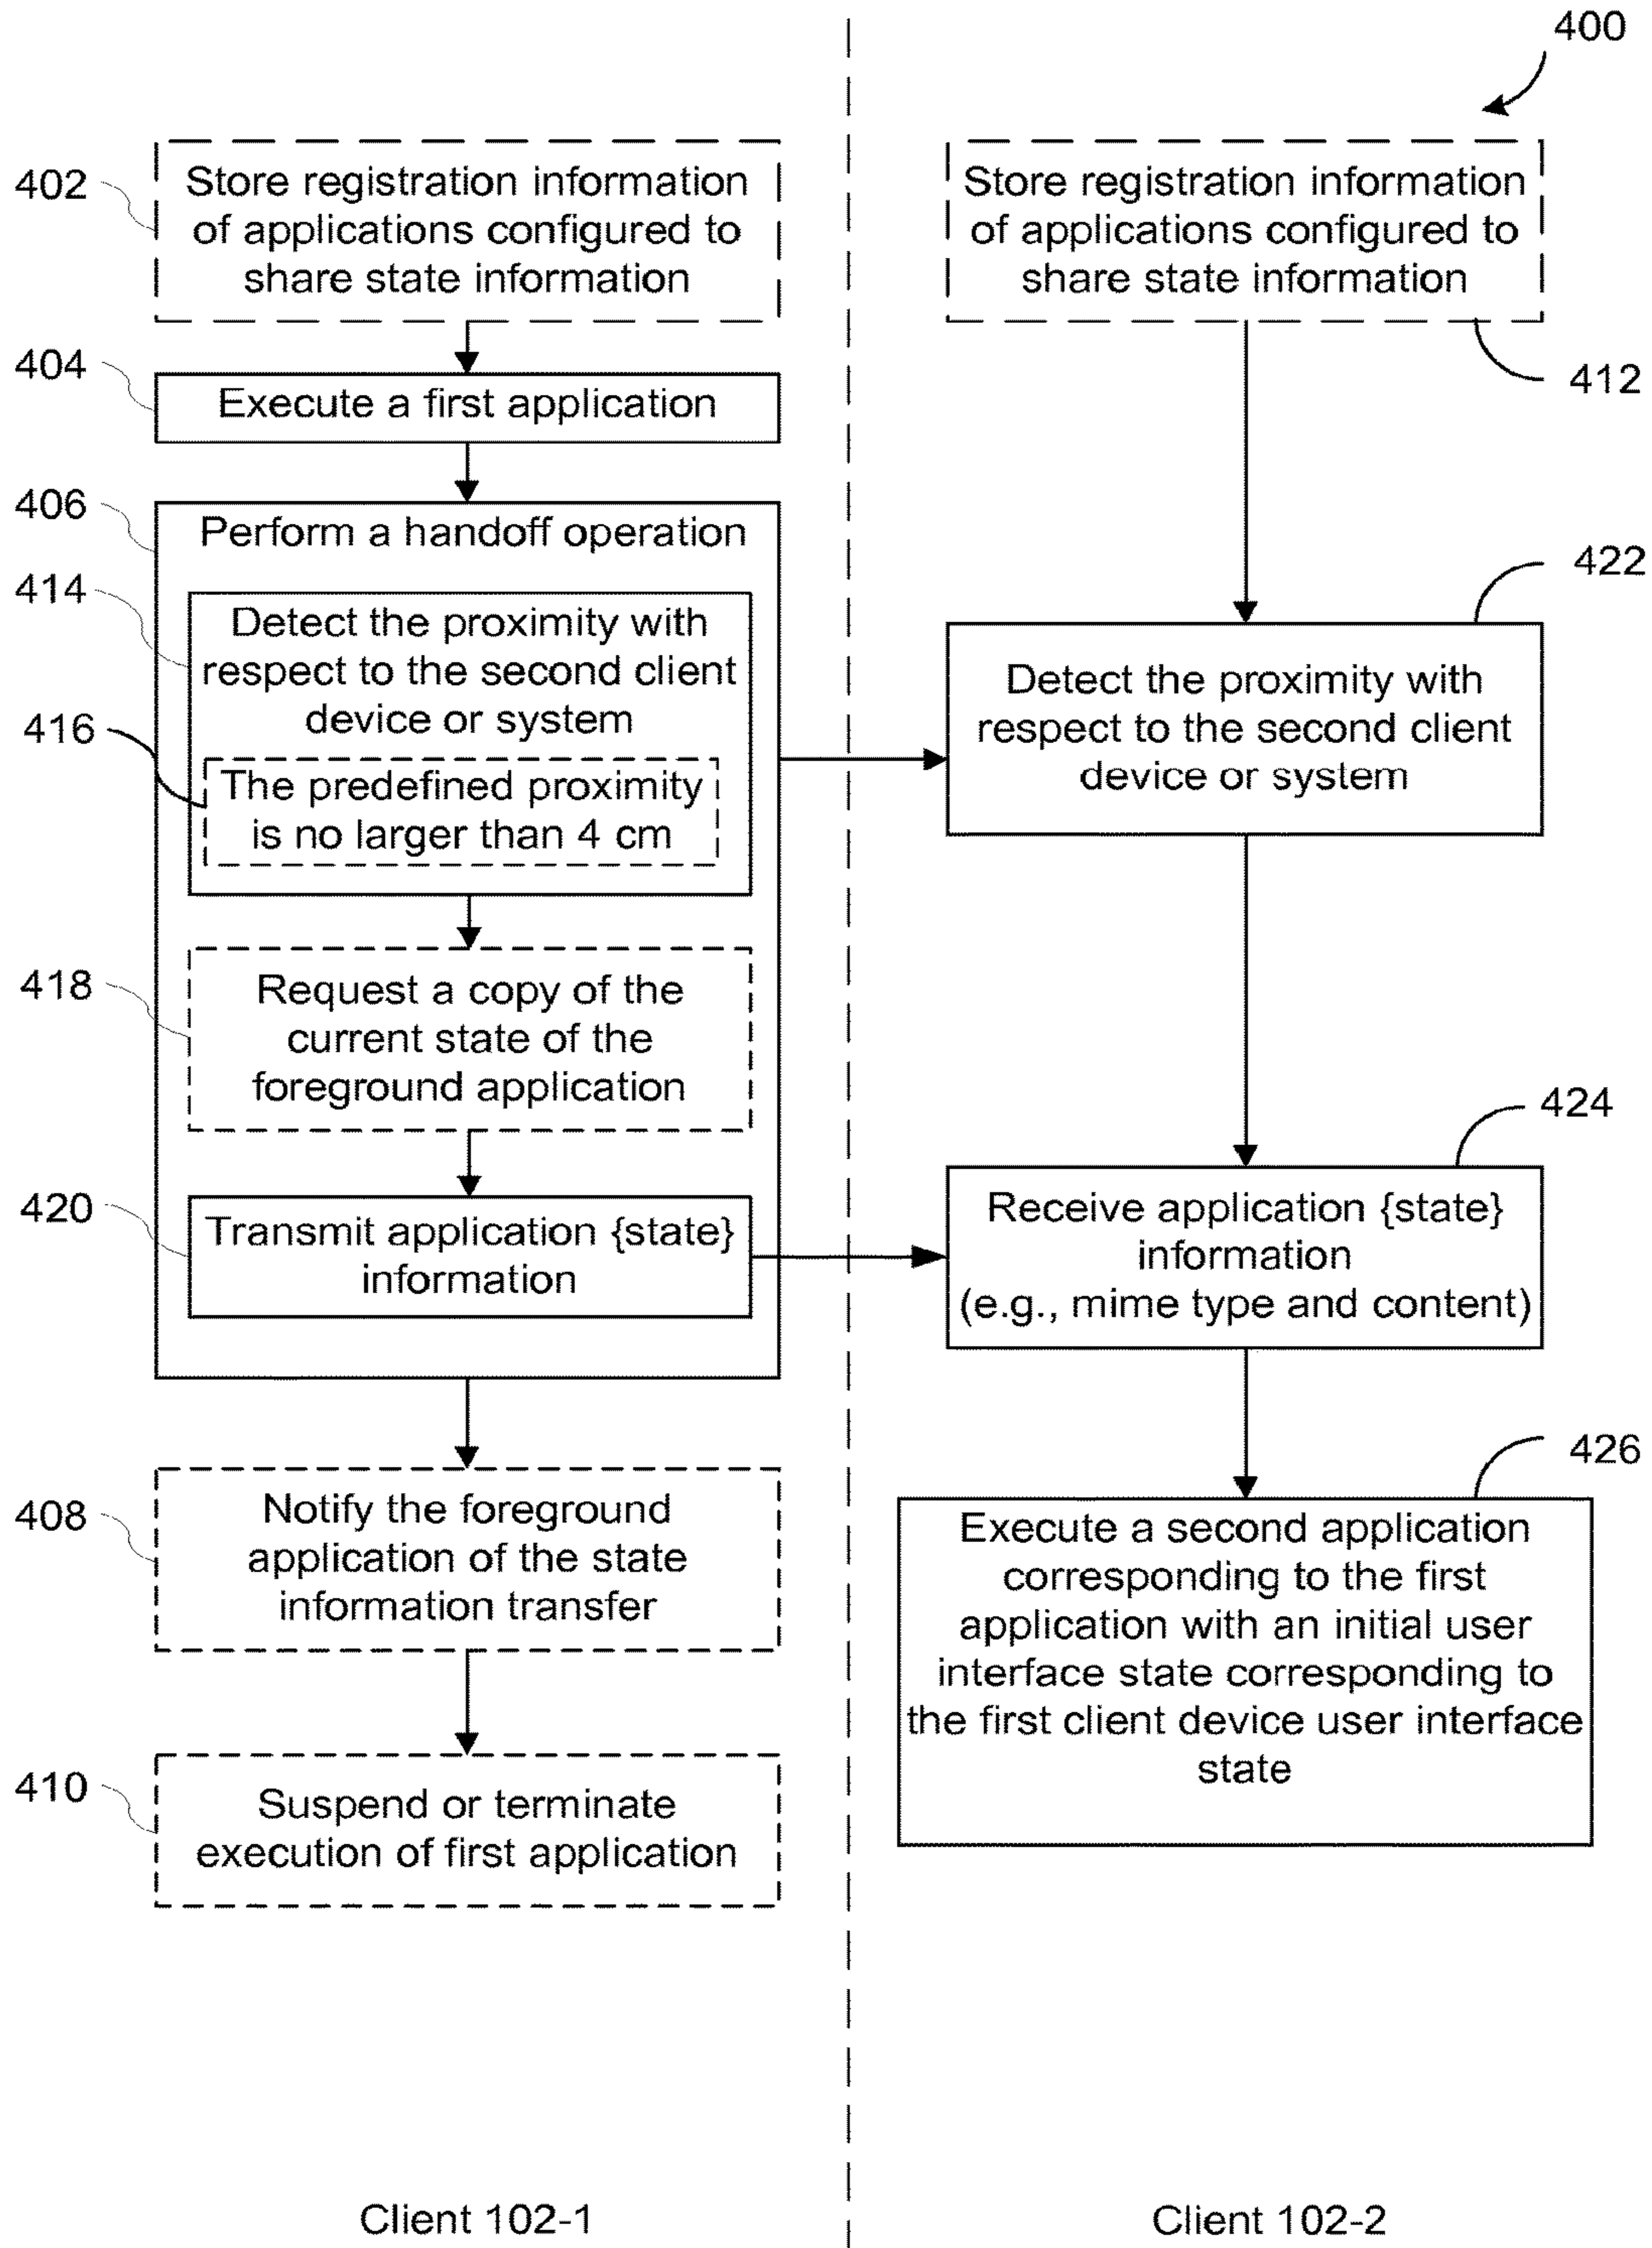 400
402
Store registration information
of applications configured to
share state information
404
Execute a first application
406
Perform a handoff operation
414
Detect the proximity with
respect to the second client
device or system
416
The predefined proximity
is no larger than 4 cm
418
Request a copy of the
current state of the
foreground application
420
Transmit application {state}
information
408
Notify the foreground
application of the state
information transfer
410
Suspend or terminate
execution of first application
Client 102-1
Store registration information
of applications configured to
share state information
412
422
Detect the proximity with
respect to the second client
device or system
424
Receive application {state}
information
(e.g., mime type and content)
426
Execute a second application
corresponding to the first
application with an initial user
interface state corresponding to
the first client device user interface
state
Client 102-2